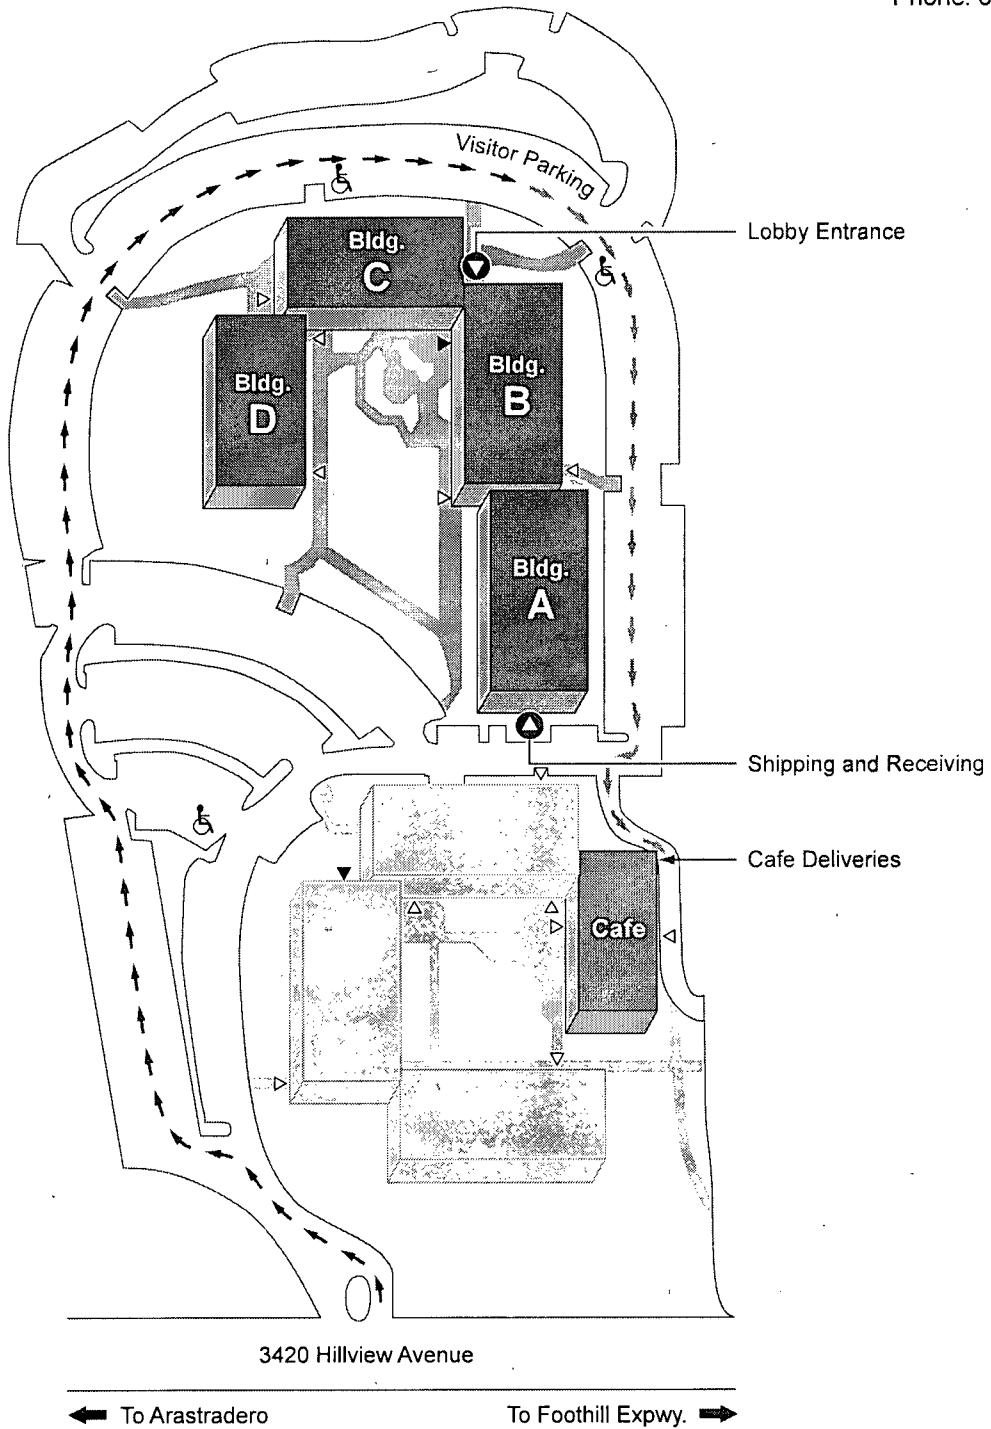 Phone:
Visitor Parking
Lobby Entrance
Bldg.
C
Bldg.
D
Bldg.
B
Bldg.
A
Shipping and Receiving
Cafe Deliveries
Cafe
3420 Hillview Avenue
To Arastradero
To Foothill Expwy.